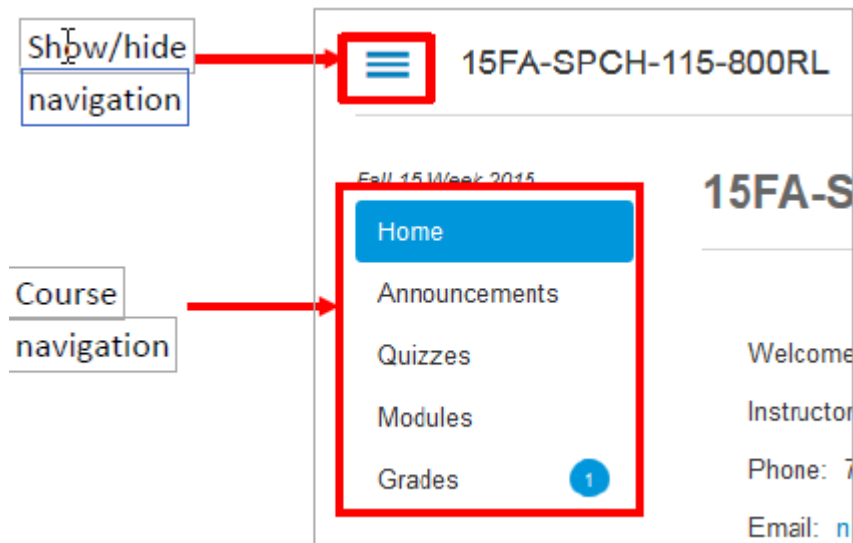 Show/hide
navigation
15FA-SPCH-115-800RL
Fall 15 Week 2015
15FA-S
Home
Announcements
Course
navigation
Quizzes
Welcome
Modules
Instructor
Grades 1
Phone: 7
Email: n